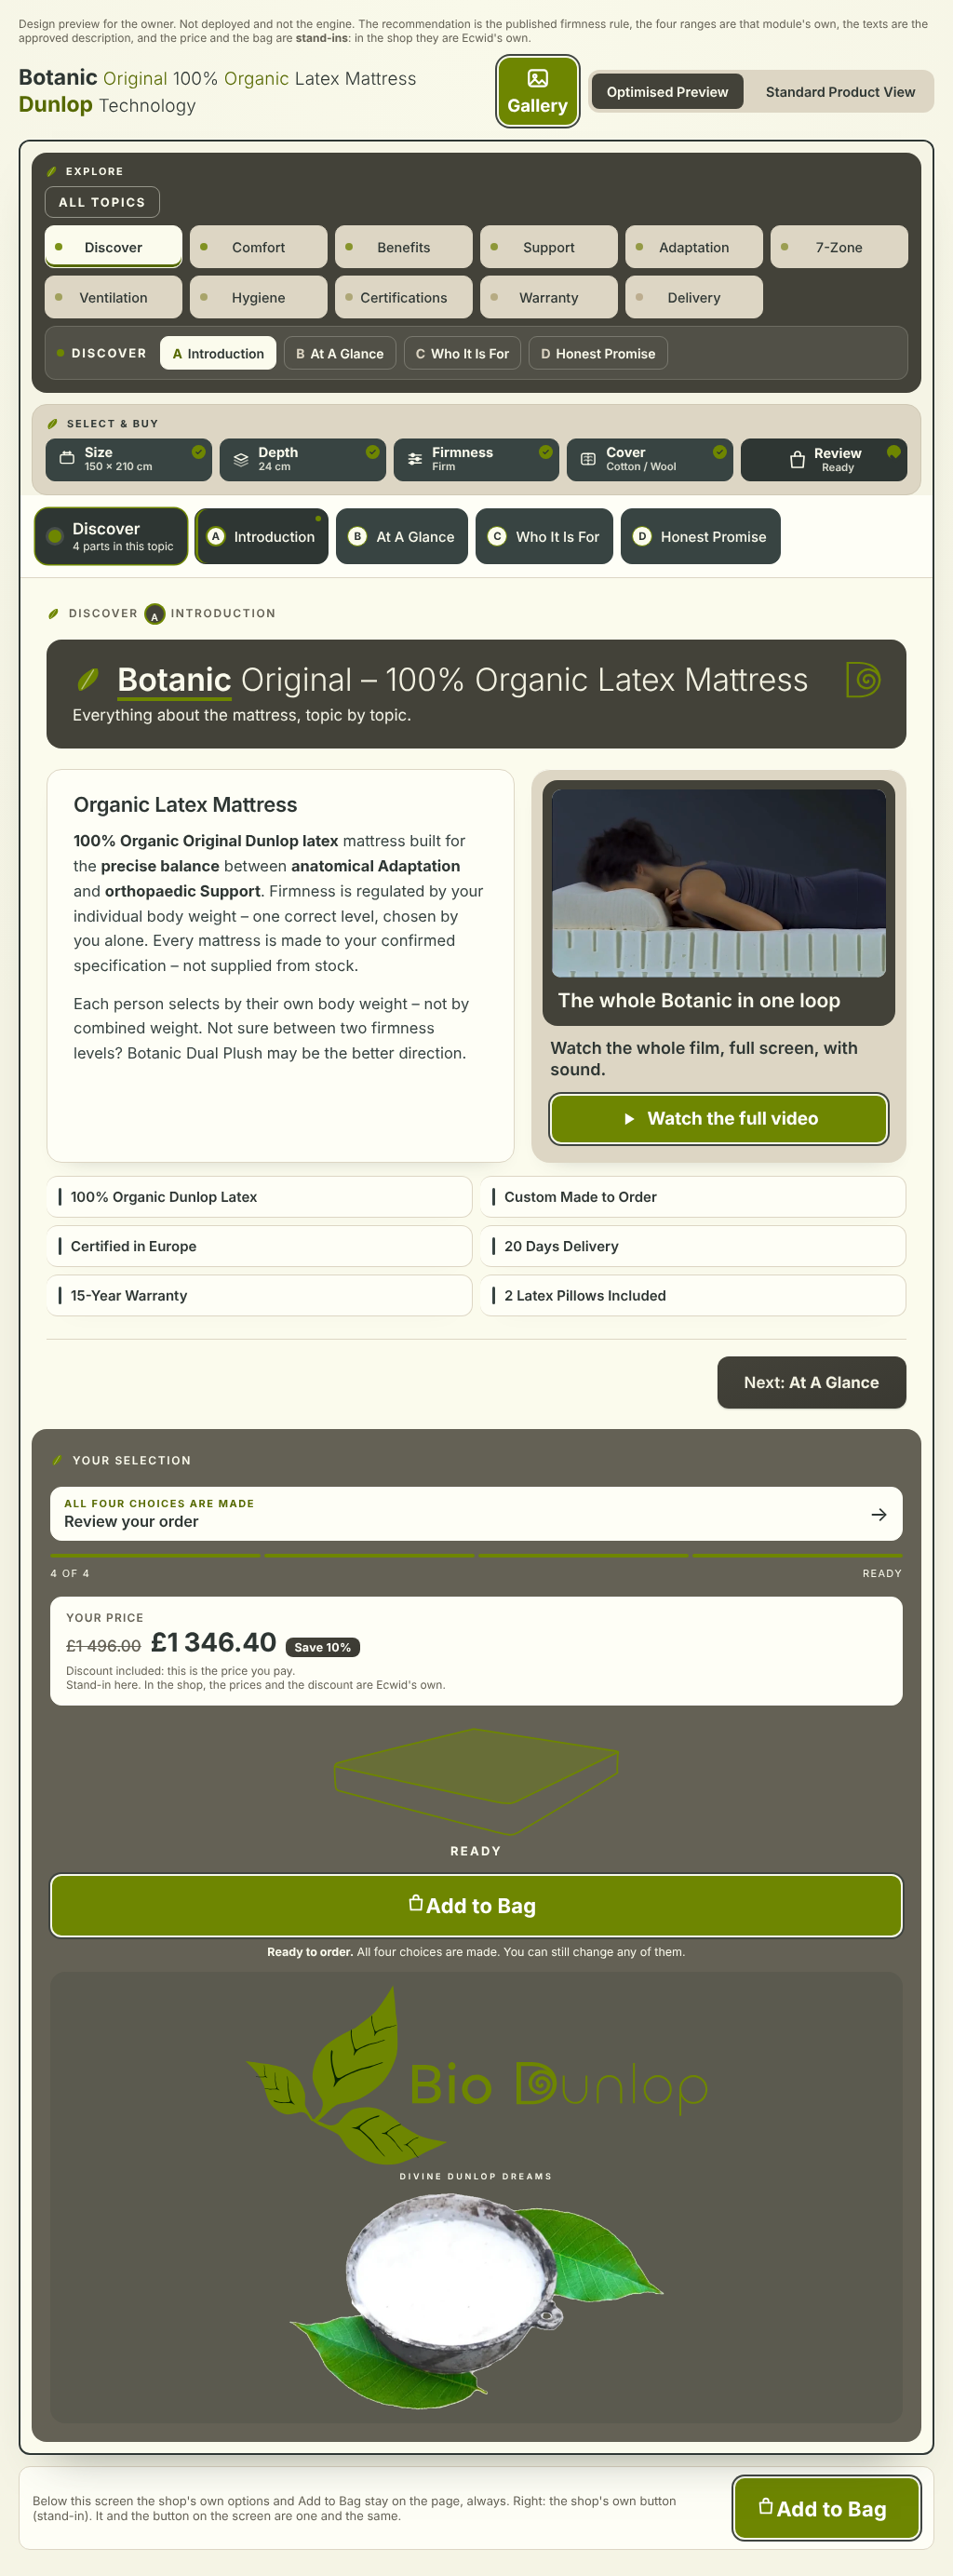 Design preview for the owner. Not deployed and not the engine. The recommendation is the published firmness rule, the four ranges are that module's own, the texts are the
approved description, and the price and the bag are stand-ins: in the shop they are Ecwid's own.
Botanic Original 100% Organic Latex Mattress
Dunlop Technology
Gallery
Optimised Preview
Standard Product View
EXPLORE
ALL TOPICS
Discover
Comfort
Benefits
Support
Adaptation
7-Zone
Ventilation
Hygiene
Certifications
Warranty
Delivery
DISCOVER
A Introduction
B At A Glance
C Who It Is For
D Honest Promise
SELECT & BUY
Size
150 × 210 cm
Depth
24 cm
Firmness
Firm
Cover
Cotton / Wool
Review
Ready
Discover
4 parts in this topic
A Introduction
B At A Glance
C Who It Is For
D Honest Promise
DISCOVER A INTRODUCTION
Botanic Original – 100% Organic Latex Mattress
Everything about the mattress, topic by topic.
Organic Latex Mattress
100% Organic Original Dunlop latex mattress built for
the precise balance between anatomical Adaptation
and orthopaedic Support. Firmness is regulated by your
individual body weight – one correct level, chosen by
you alone. Every mattress is made to your confirmed
specification – not supplied from stock.
Each person selects by their own body weight – not by
combined weight. Not sure between two firmness
levels? Botanic Dual Plush may be the better direction.
The whole Botanic in one loop
Watch the whole film, full screen, with
sound.
Watch the full video
100% Organic Dunlop Latex
Custom Made to Order
Certified in Europe
20 Days Delivery
15-Year Warranty
2 Latex Pillows Included
Next: At A Glance
YOUR SELECTION
ALL FOUR CHOICES ARE MADE
Review your order
4 OF 4
READY
YOUR PRICE
£1 496.00 £1 346.40 Save 10%
Discount included: this is the price you pay.
Stand-in here. In the shop, the prices and the discount are Ecwid's own.
READY
Add to Bag
Ready to order. All four choices are made. You can still change any of them.
Bio Dunlop
DIVINE DUNLOP DREAMS
Below this screen the shop's own options and Add to Bag stay on the page, always. Right: the shop's own button
(stand-in). It and the button on the screen are one and the same.
Add to Bag